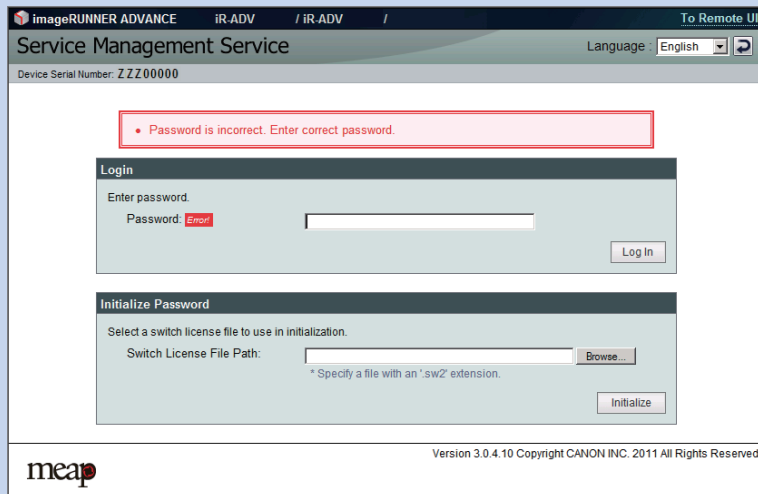 imageRUNNER ADVANCE iR-ADV / iR-ADV / To Remote UI
Service Management Service Language : English
Device Serial Number: ZZZ00000
• Password is incorrect. Enter correct password.
Login
Enter password.
Password: Error!
Log In
Initialize Password
Select a switch license file to use in initialization.
Switch License File Path: Browse...
* Specify a file with an '.sw2' extension.
Initialize
Version 3.0.4.10 Copyright CANON INC. 2011 All Rights Reserved
meap